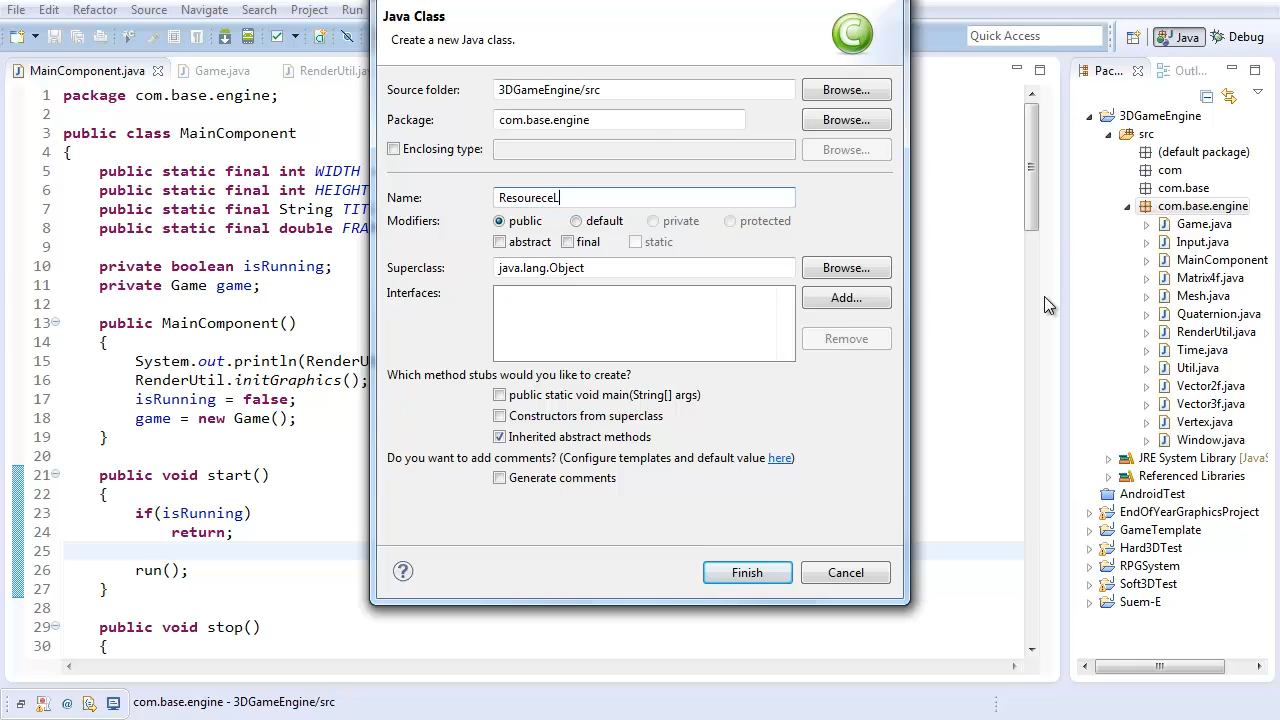 File Edit Refactor Source Navigate Search Project Run
Java Class
Create a new Java class.
Quick Access
Java
Debug
MainComponent.java
Game.java
RenderUtil.jav
Pac...
Outl...
1 package com.base.engine;
2
3 public class MainComponent
4 {
5 public static final int WIDTH
6 public static final int HEIGHT
7 public static final String TIT
8 public static final double FRA
9
10 private boolean isRunning;
11 private Game game;
12
13 public MainComponent()
14 {
15 System.out.println(RenderU
16 RenderUtil.initGraphics();
17 isRunning = false;
18 game = new Game();
19 }
20
21 public void start()
22 {
23 if(isRunning)
24 return;
25
26 run();
27 }
28
29 public void stop()
30 {
Source folder: 3DGameEngine/src Browse...
Package: com.base.engine Browse...
Enclosing type: Browse...
Name: ResoureceL
Modifiers: public default private protected
abstract final static
Superclass: java.lang.Object Browse...
Interfaces: Add...
Remove
Which method stubs would you like to create?
public static void main(String[] args)
Constructors from superclass
Inherited abstract methods
Do you want to add comments? (Configure templates and default value here)
Generate comments
? Finish Cancel
3DGameEngine
src
(default package)
com
com.base
com.base.engine
Game.java
Input.java
MainComponent
Matrix4f.java
Mesh.java
Quaternion.java
RenderUtil.java
Time.java
Util.java
Vector2f.java
Vector3f.java
Vertex.java
Window.java
JRE System Library [JavaS
Referenced Libraries
AndroidTest
EndOfYearGraphicsProject
GameTemplate
Hard3DTest
RPGSystem
Soft3DTest
Suem-E
com.base.engine - 3DGameEngine/src